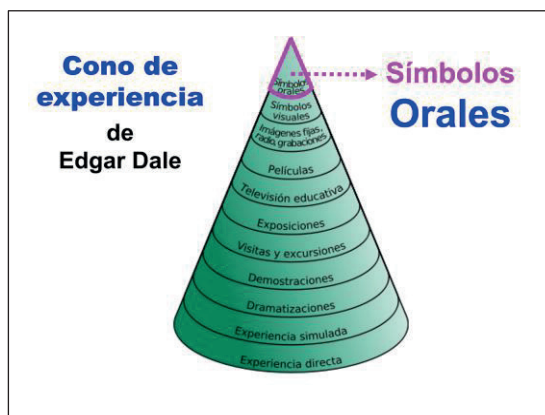 Cono de
experiencia
de
Edgar Dale
Símbolos
Orales
Símbolos
orales
Símbolos
visuales
Imágenes fijas,
radio, grabaciones
Películas
Televisión educativa
Exposiciones
Visitas y excursiones
Demostraciones
Dramatizaciones
Experiencia simulada
Experiencia directa